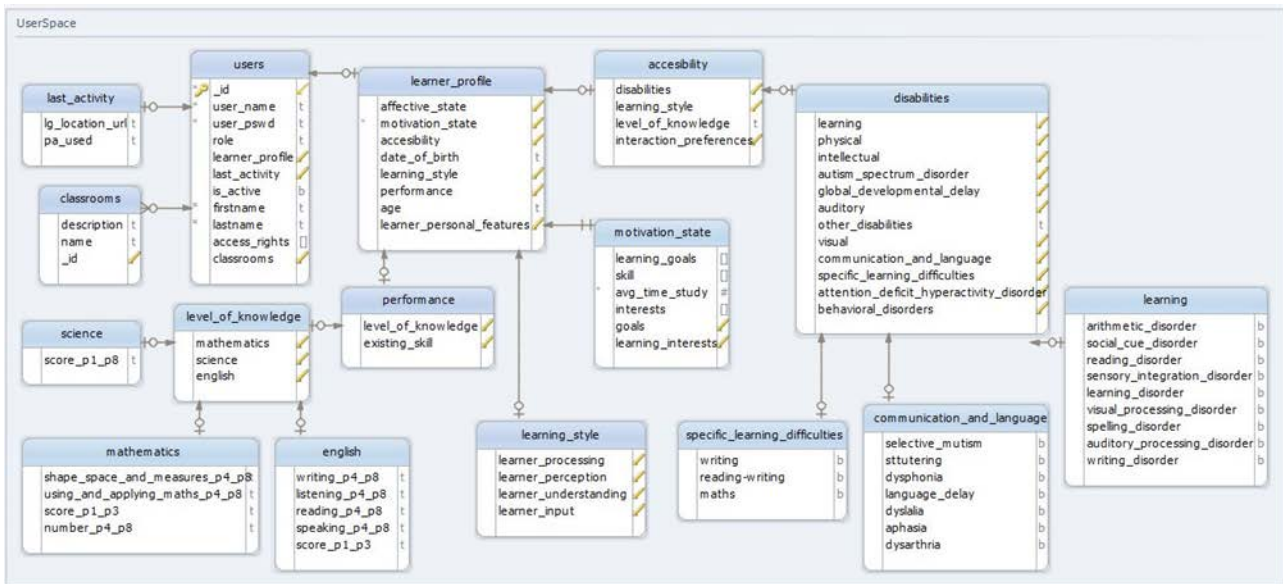 UserSpace
users
_id
user_name t
user_pswd t
role t
learner_profile
last_activity
is_active b
firstname t
lastname t
access_rights []
classrooms
last_activity
lg_location_url t
pa_used t
classrooms
description t
name t
_id
learner_profile
affective_state
* motivation_state
accesibility
date_of_birth t
learning_style
performance
age t
learner_personal_features
accesibility
disabilities
learning_style
level_of_knowledge t
interaction_preferences
disabilities
learning
physical
intellectual
autism_spectrum_disorder
global_developmental_delay
auditory
other_disabilities t
visual
communication_and_language
specific_learning_difficulties
attention_deficit_hyperactivity_disorder
behavioral_disorders
motivation_state
learning_goals []
skill []
* avg_time_study #
interests []
goals
learning_interests
performance
level_of_knowledge
existing_skill
level_of_knowledge
mathematics
science
english
science
score_p1_p8 t
learning
arithmetic_disorder b
social_cue_disorder b
reading_disorder b
sensory_integration_disorder b
learning_disorder b
visual_processing_disorder b
spelling_disorder b
auditory_processing_disorder b
writing_disorder b
mathematics
shape_space_and_measures_p4_p8 t
using_and_applying_maths_p4_p8 t
score_p1_p3 t
number_p4_p8 t
english
writing_p4_p8 t
listening_p4_p8 t
reading_p4_p8 t
speaking_p4_p8 t
score_p1_p3 t
learning_style
learner_processing
learner_perception
learner_understanding
learner_input
specific_learning_difficulties
writing b
reading-writing b
maths b
communication_and_language
selective_mutism b
sttutering b
dysphonia b
language_delay b
dyslalia b
aphasia b
dysarthria b